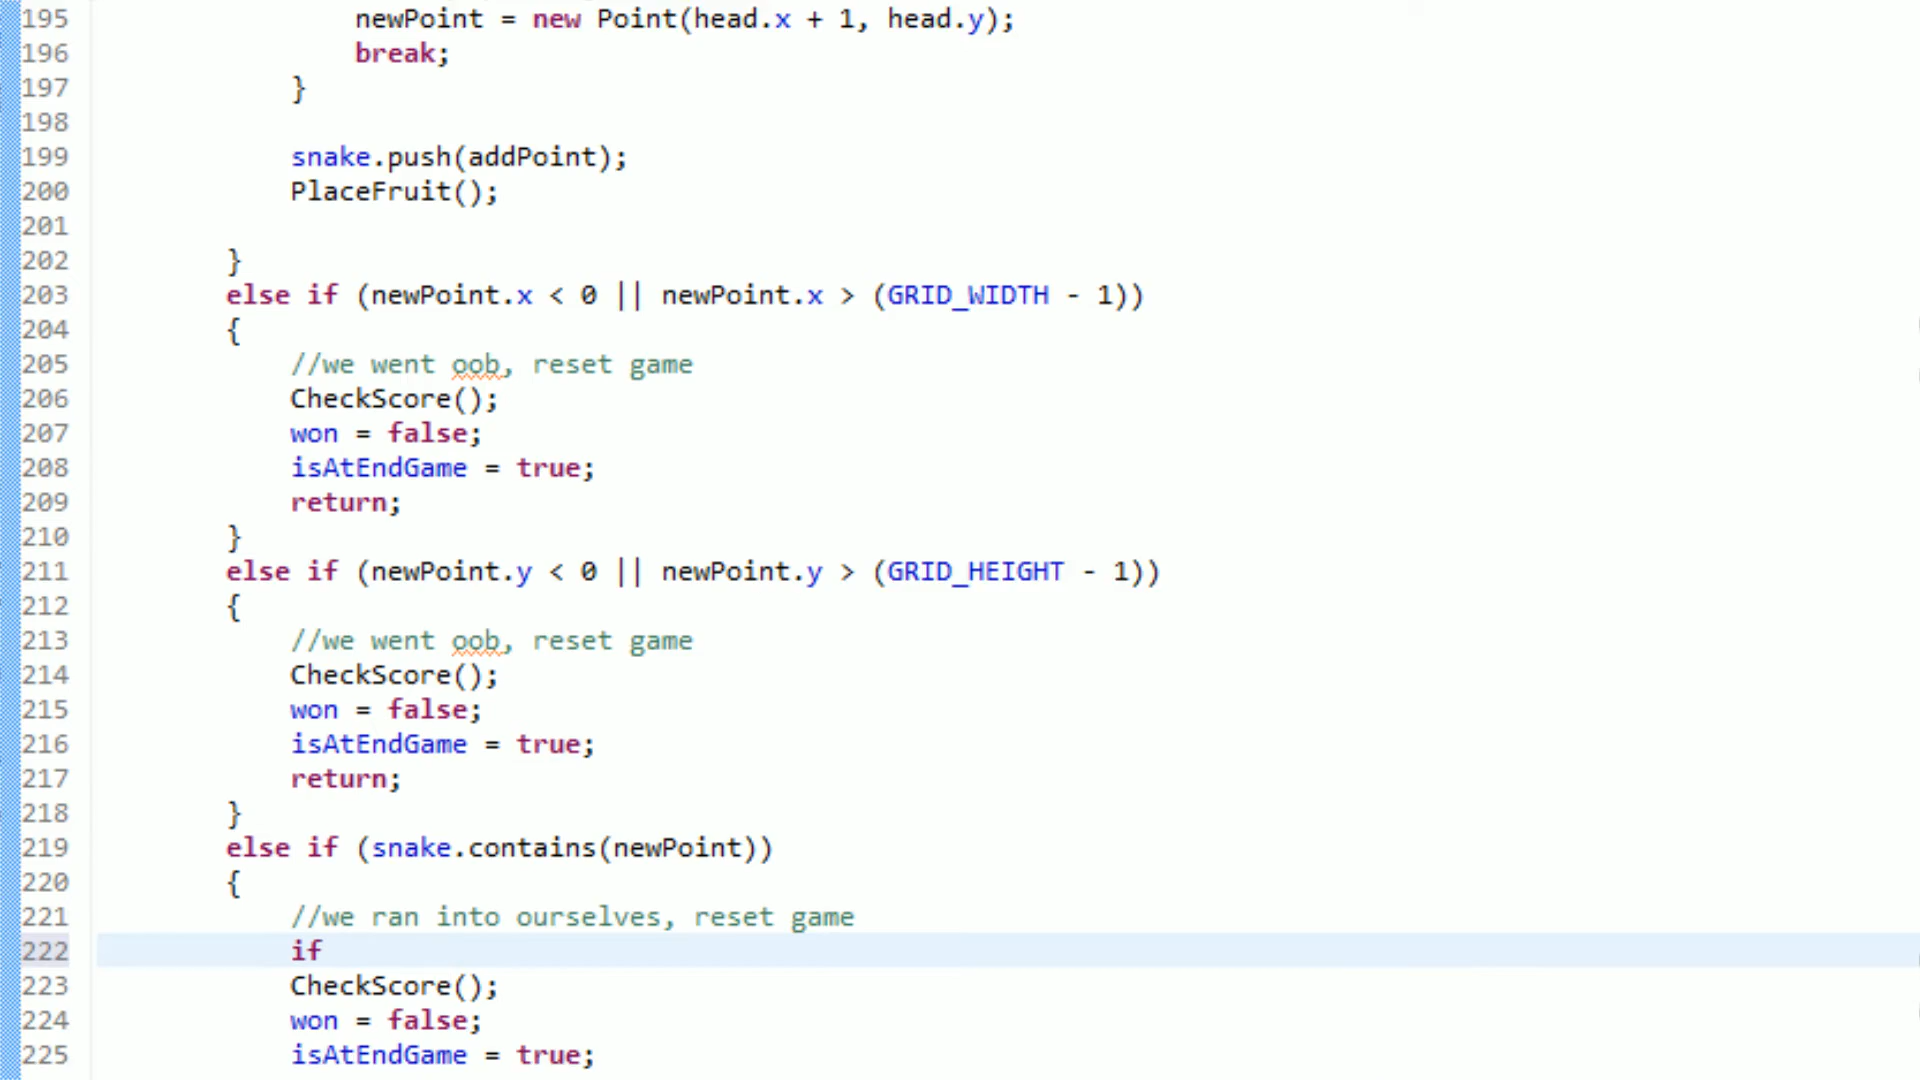 195 newPoint = new Point(head.x + 1, head.y);
196 break;
197 }
198
199 snake.push(addPoint);
200 PlaceFruit();
201
202 }
203 else if (newPoint.x < 0 || newPoint.x > (GRID_WIDTH - 1))
204 {
205 //we went oob, reset game
206 CheckScore();
207 won = false;
208 isAtEndGame = true;
209 return;
210 }
211 else if (newPoint.y < 0 || newPoint.y > (GRID_HEIGHT - 1))
212 {
213 //we went oob, reset game
214 CheckScore();
215 won = false;
216 isAtEndGame = true;
217 return;
218 }
219 else if (snake.contains(newPoint))
220 {
221 //we ran into ourselves, reset game
222 if
223 CheckScore();
224 won = false;
225 isAtEndGame = true;